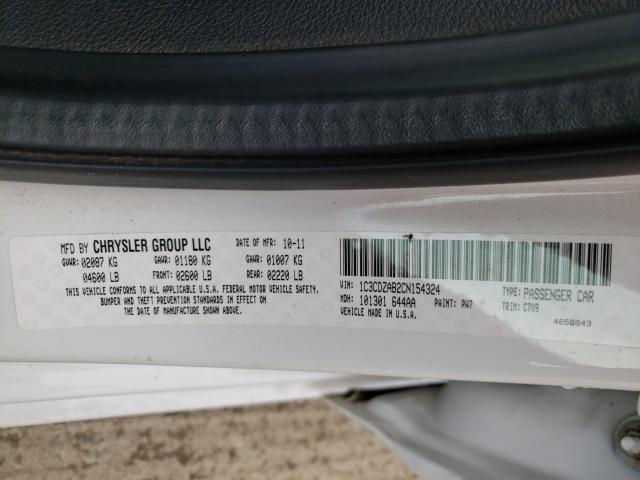 MFD BY CHRYSLER GROUP LLC DATE OF MFR: 10-11
GVWR: 02087 KG GAWR 01180 KG GAWR 01007 KG
04600 LB FRONT: 02600 LB REAR: 02220 LB
THIS VEHICLE CONFORMS TO ALL APPLICABLE U.S.A. FEDERAL MOTOR VEHICLE SAFETY,
BUMPER AND THEFT PREVENTION STANDARDS IN EFFECT ON
THE DATE OF MANUFACTURE SHOWN ABOVE.
VIN: 1C3CDZAB2CN154324 TYPE: PASSENGER CAR
MDH: 101301 644AA PAINT: PW7 TRIM: C7X9
VEHICLE MADE IN U.S.A. 4658843